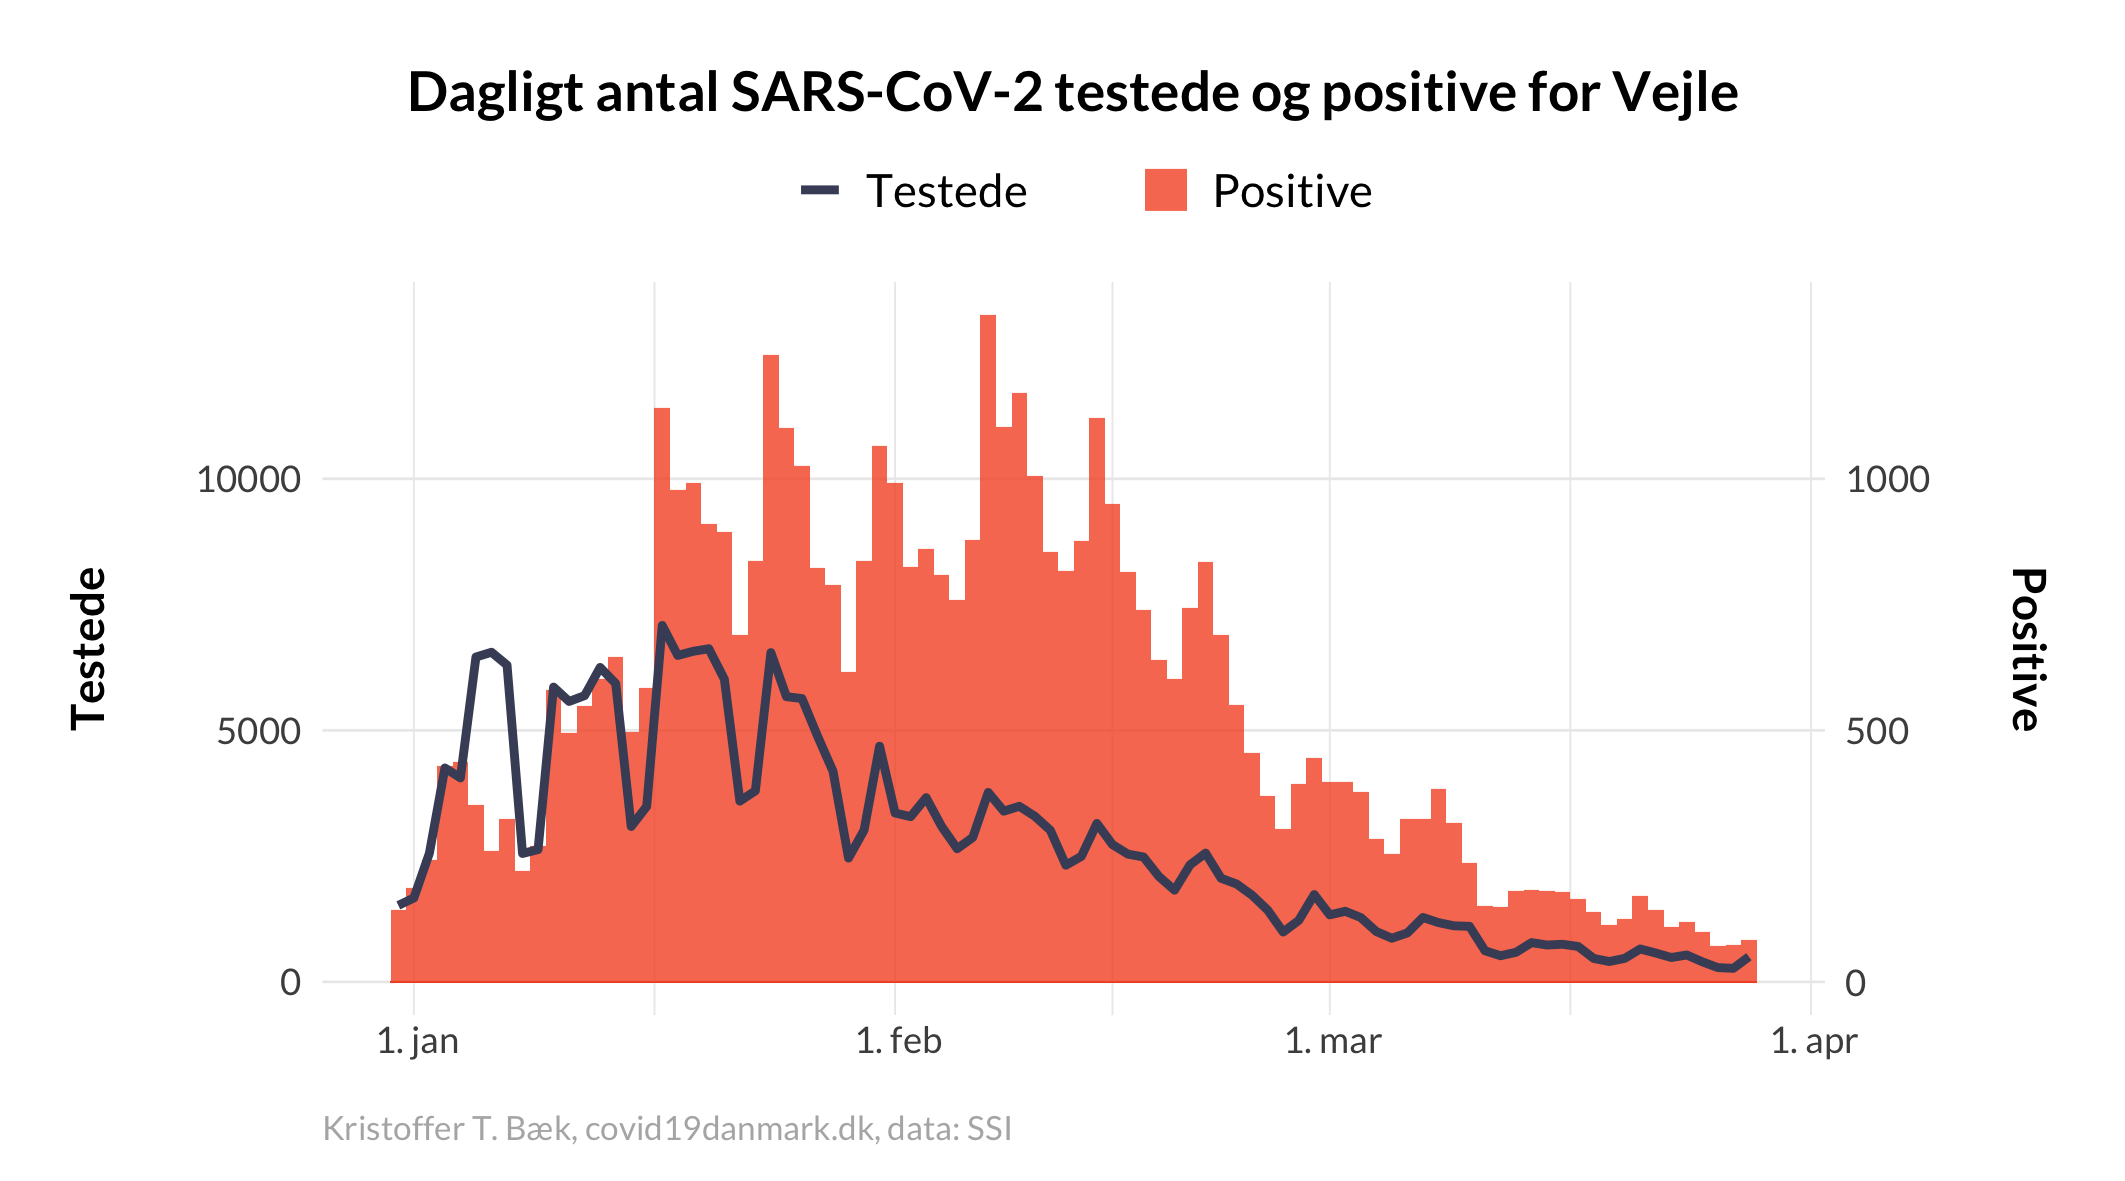 Dagligt antal SARS-CoV-2 testede og positive for Vejle
Testede
Positive
10000
5000
0
1000
500
0
Testede
Positive
1. jan
1. feb
1. mar
1. apr
Kristoffer T. Bæk, covid19danmark.dk, data: SSI